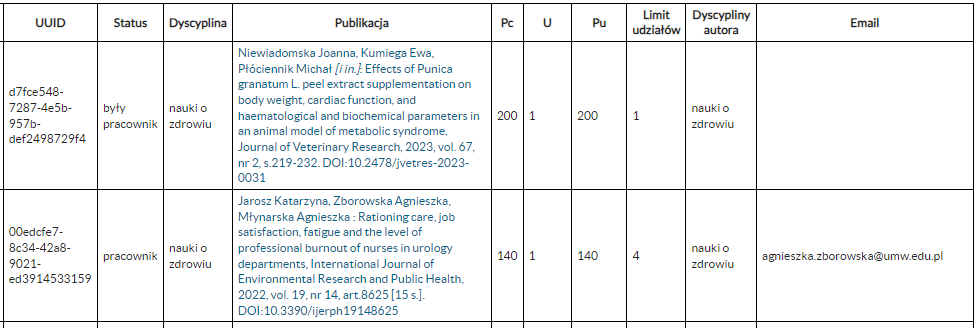 UUID Status Dyscyplina Publikacja Pc U Pu Limit udziałów Dyscypliny autora Email
d7fce548-
7287-4e5b-
957b-
def2498729f4
były
pracownik
nauki o
zdrowiu
Niewiadomska Joanna, Kumiega Ewa,
Płóciennik Michał [i in.]: Effects of Punica
granatum L. peel extract supplementation on
body weight, cardiac function, and
haematological and biochemical parameters in
an animal model of metabolic syndrome,
Journal of Veterinary Research, 2023, vol. 67,
nr 2, s.219-232. DOI:10.2478/jvetres-2023-
0031
200
1
200
1
nauki o
zdrowiu
00edcfe7-
8c34-42a8-
9021-
ed3914533159
pracownik
nauki o
zdrowiu
Jarosz Katarzyna, Zborowska Agnieszka,
Młynarska Agnieszka : Rationing care, job
satisfaction, fatigue and the level of
professional burnout of nurses in urology
departments, International Journal of
Environmental Research and Public Health,
2022, vol. 19, nr 14, art.8625 [15 s.].
DOI:10.3390/ijerph19148625
140
1
140
4
nauki o
zdrowiu
agnieszka.zborowska@umw.edu.pl